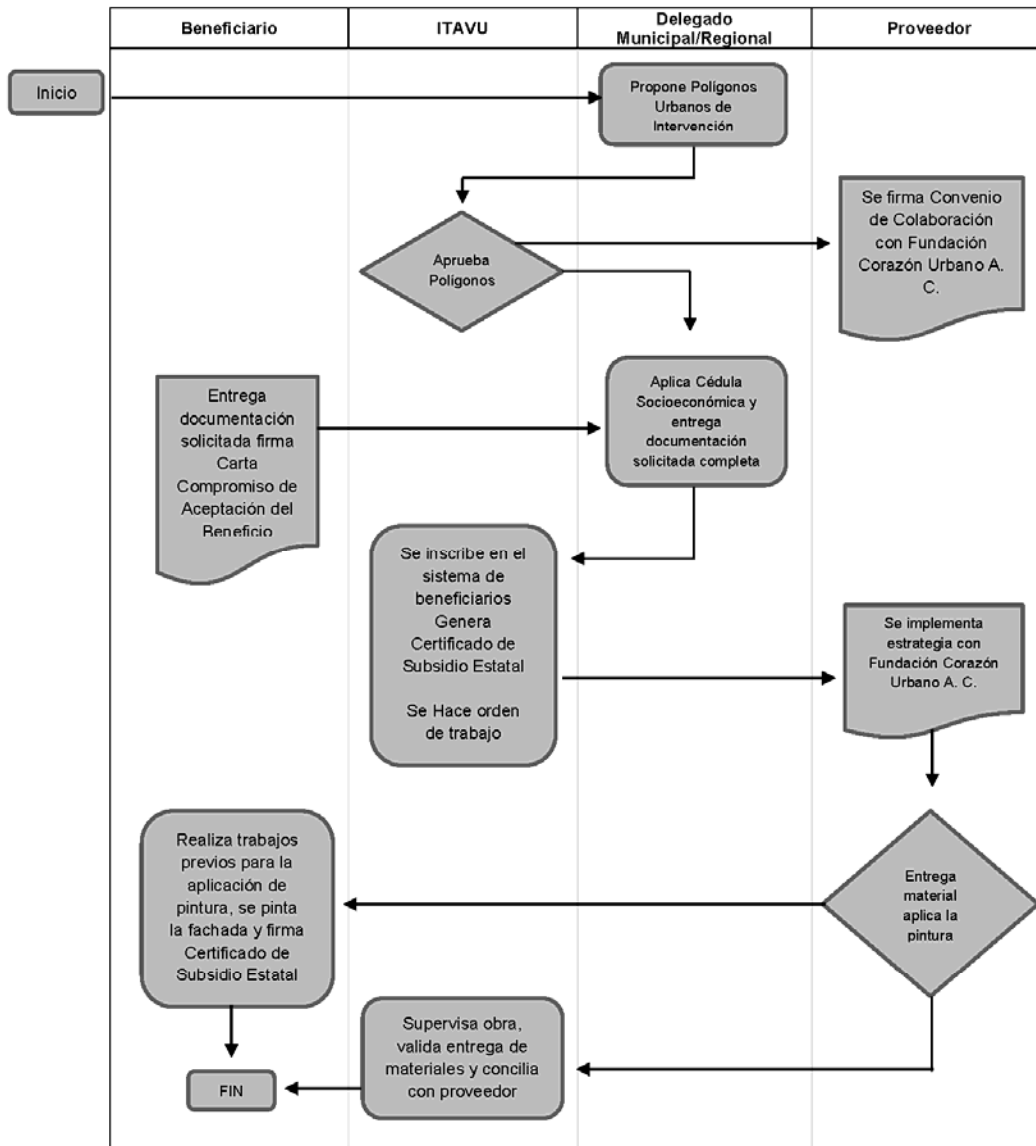 Beneficiario
ITAVU
Delegado
Municipal/Regional
Proveedor
Inicio
Propone Polígonos
Urbanos de
Intervención
Aprueba
Polígonos
Se firma Convenio
de Colaboración
con Fundación
Corazón Urbano A.
C.
Entrega
documentación
solicitada firma
Carta
Compromiso de
Aceptación del
Beneficio
Aplica Cédula
Socioeconómica y
entrega
documentación
solicitada completa
Se inscribe en el
sistema de
beneficiarios
Genera
Certificado de
Subsidio Estatal
Se Hace orden
de trabajo
Se implementa
estrategia con
Fundación Corazón
Urbano A. C.
Entrega
material
aplica la
pintura
Realiza trabajos
previos para la
aplicación de
pintura, se pinta
la fachada y firma
Certificado de
Subsidio Estatal
Supervisa obra,
valida entrega de
materiales y concilia
con proveedor
FIN